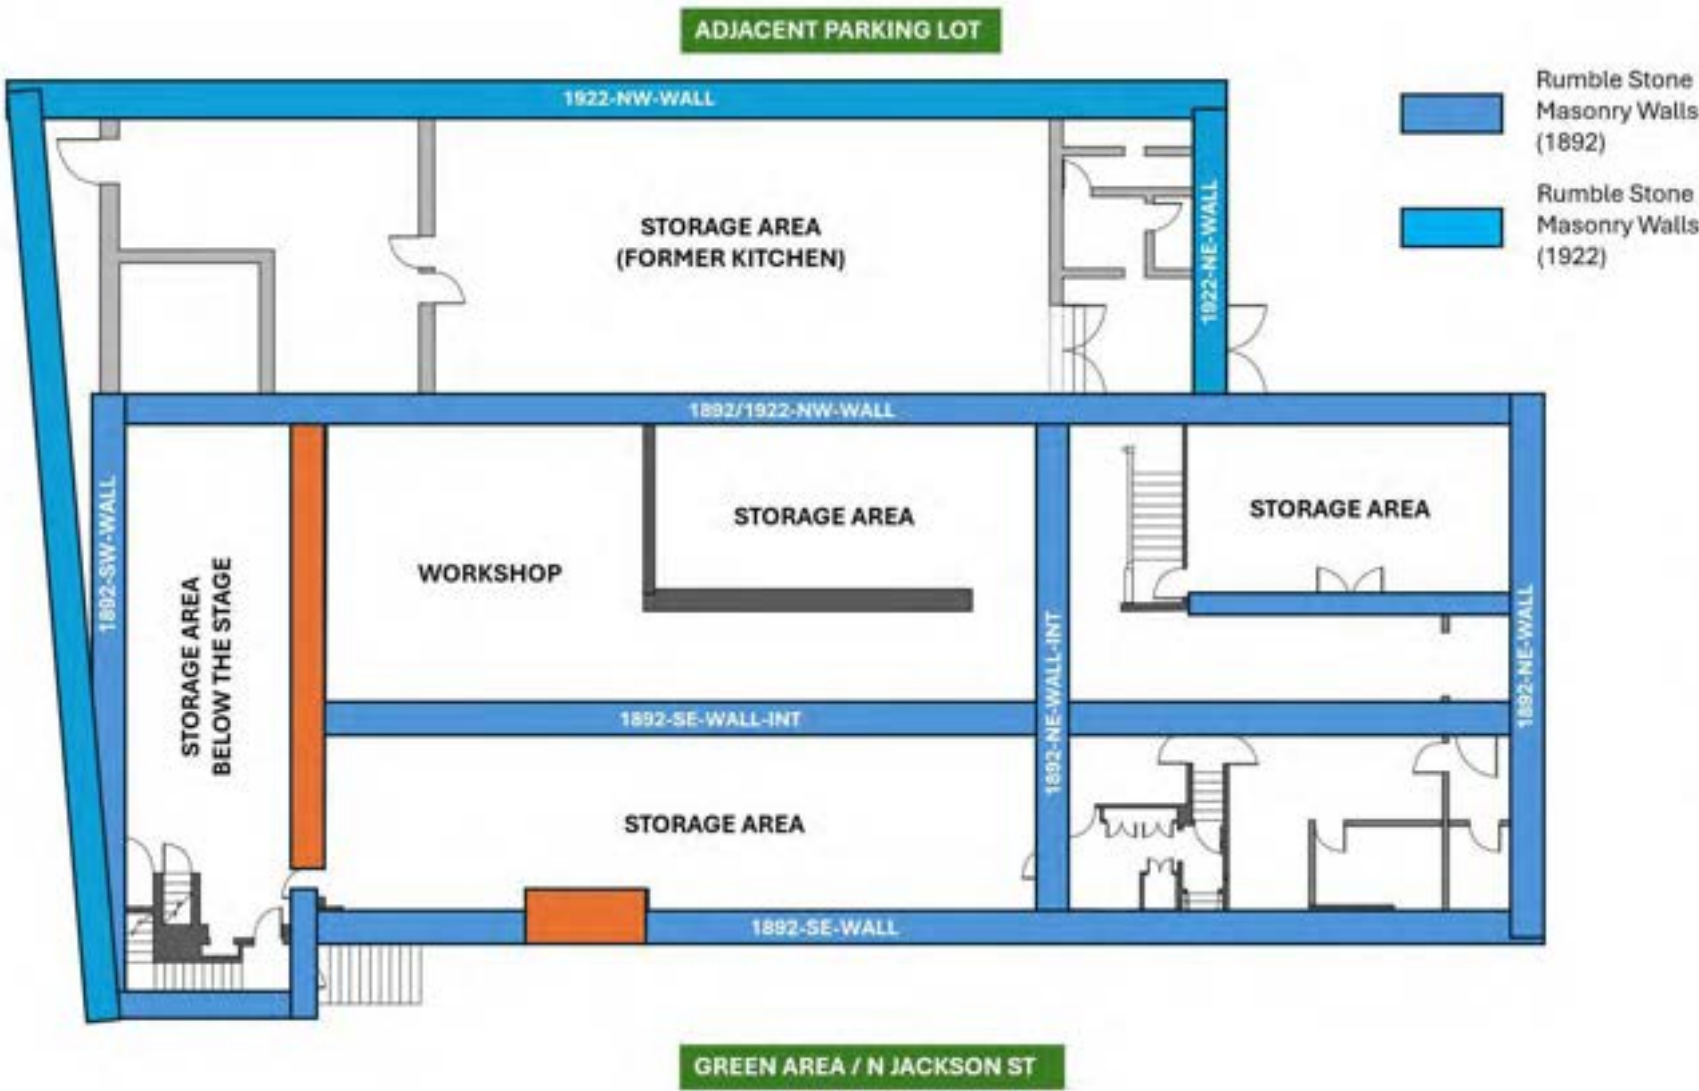 ADJACENT PARKING LOT
Rumble Stone
Masonry Walls
(1892)
Rumble Stone
Masonry Walls
(1922)
1922-NW-WALL
1922-NE-WALL
STORAGE AREA
(FORMER KITCHEN)
1892/1922-NW-WALL
1892-SW-WALL
STORAGE AREA
BELOW THE STAGE
WORKSHOP
STORAGE AREA
STORAGE AREA
1892-NE-WALL-INT
1892-NE-WALL
1892-SE-WALL-INT
STORAGE AREA
1892-SE-WALL
GREEN AREA / N JACKSON ST